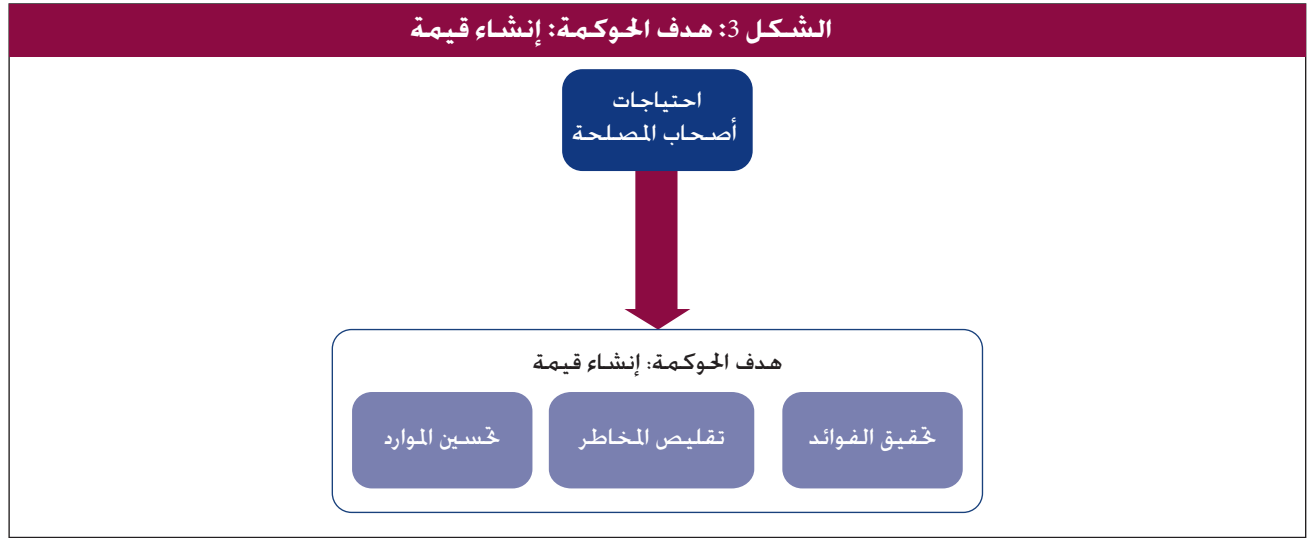 الشكل 3: هدف الحوكمة: إنشاء قيمة
احتياجات
أصحاب المصلحة
هدف الحوكمة: إنشاء قيمة
تحقيق الفوائد
تقليص المخاطر
تحسين الموارد